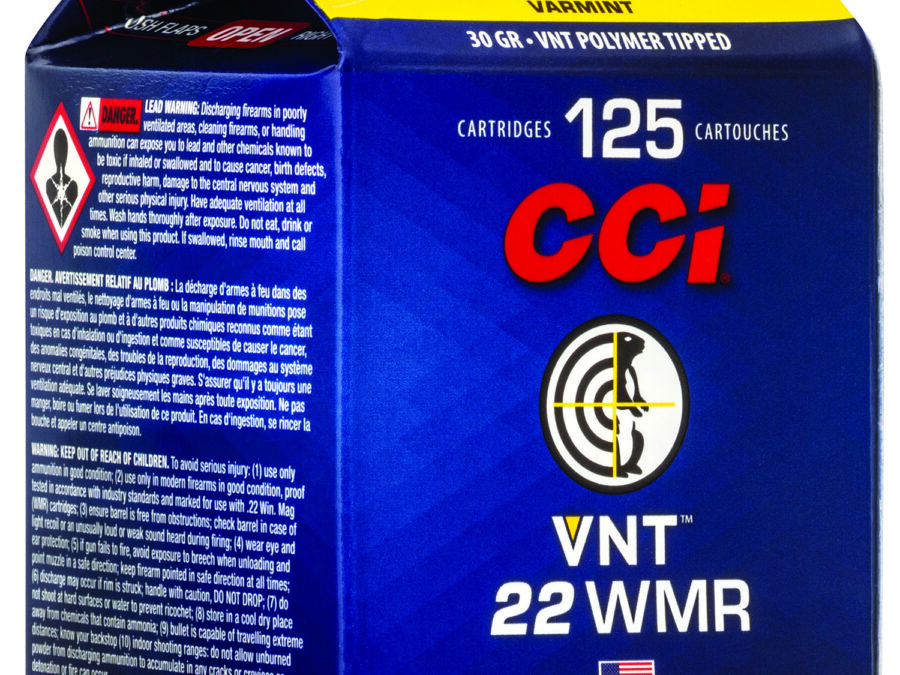 PUSH FLAPS OPEN RIGHT
VARMINT
30 GR • VNT POLYMER TIPPED
CARTRIDGES 125 CARTOUCHES
CCI
VNT™
22 WMR
DANGER. LEAD WARNING: Discharging firearms in poorly
ventilated areas, cleaning firearms, or handling
ammunition can expose you to lead and other chemicals known to
be toxic if inhaled or swallowed and to cause cancer, birth defects,
reproductive harm, damage to the central nervous system and
other serious physical injury. Have adequate ventilation at all
times. Wash hands thoroughly after exposure. Do not eat, drink or
smoke when using this product. If swallowed, rinse mouth and call
poison control center.
DANGER. AVERTISSEMENT RELATIF AU PLOMB : La décharge d'armes à feu dans des
endroits mal ventilés, le nettoyage d'armes à feu ou la manipulation de munitions pose
un risque d'exposition au plomb et à d'autres produits chimiques reconnus comme étant
toxiques en cas d'inhalation ou d'ingestion et comme susceptibles de causer le cancer,
des anomalies congénitales, des troubles de la reproduction, des dommages au système
nerveux central et d'autres préjudices physiques graves. S'assurer qu'il y a toujours une
ventilation adéquate. Se laver soigneusement les mains après toute exposition. Ne pas
manger, boire ou fumer lors de l'utilisation de ce produit. En cas d'ingestion, se rincer la
bouche et appeler un centre antipoison.
WARNING: KEEP OUT OF REACH OF CHILDREN. To avoid serious injury: (1) use only
ammunition in good condition; (2) use only in modern firearms in good condition, proof
tested in accordance with industry standards and marked for use with .22 Win. Mag
(WMR) cartridges; (3) ensure barrel is free from obstructions; check barrel in case of
light recoil or an unusually loud or weak sound heard during firing; (4) wear eye and
ear protection; (5) if gun fails to fire, avoid exposure to breech when unloading and
point muzzle in a safe direction; keep firearm pointed in safe direction at all times;
(6) discharge may occur if rim is struck; handle with caution, DO NOT DROP; (7) do
not shoot at hard surfaces or water to prevent ricochet; (8) store in a cool dry place
away from chemicals that contain ammonia; (9) bullet is capable of travelling extreme
distances; know your backstop (10) indoor shooting ranges: do not allow unburned
powder from discharging ammunition to accumulate in any cracks or crevices as
detonation or fire can occur